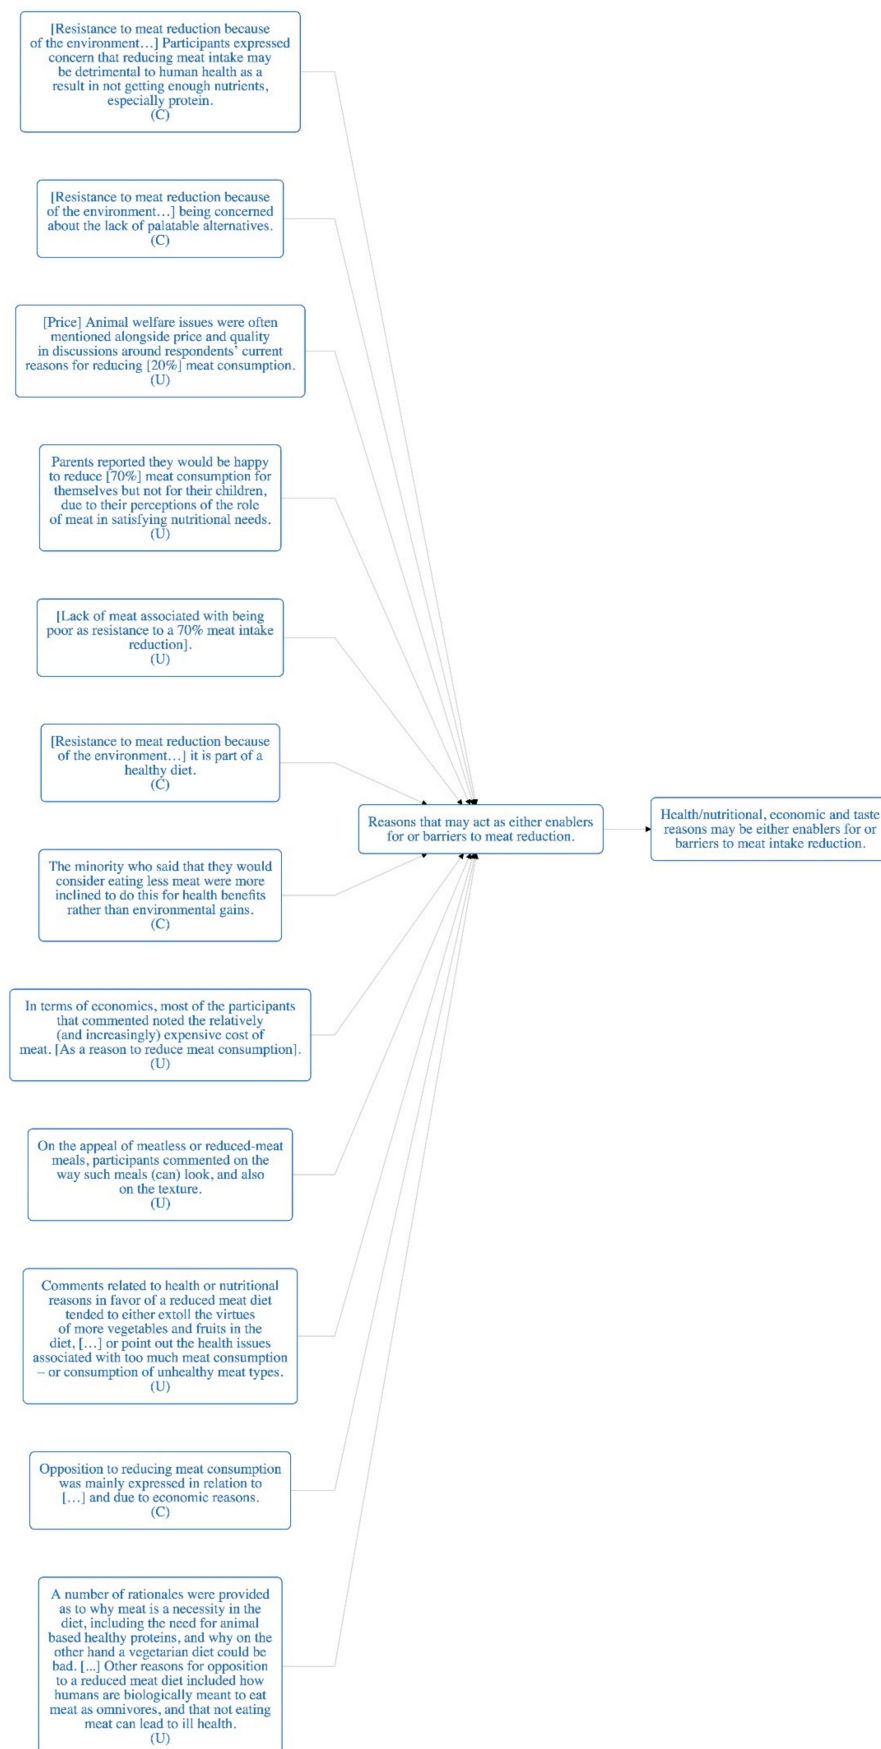 [Resistance to meat reduction because
of the environment…] Participants expressed
concern that reducing meat intake may
be detrimental to human health as a
result in not getting enough nutrients,
especially protein.
(C)
[Resistance to meat reduction because
of the environment…] being concerned
about the lack of palatable alternatives.
(C)
[Price] Animal welfare issues were often
mentioned alongside price and quality
in discussions around respondents' current
reasons for reducing [20%] meat consumption.
(U)
Parents reported they would be happy
to reduce [70%] meat consumption for
themselves but not for their children,
due to their perceptions of the role
of meat in satisfying nutritional needs.
(U)
[Lack of meat associated with being
poor as resistance to a 70% meat intake
reduction].
(U)
[Resistance to meat reduction because
of the environment…] it is part of a
healthy diet.
(C)
The minority who said that they would
consider eating less meat were more
inclined to do this for health benefits
rather than environmental gains.
(C)
In terms of economics, most of the participants
that commented noted the relatively
(and increasingly) expensive cost of
meat. [As a reason to reduce meat consumption].
(U)
On the appeal of meatless or reduced-meat
meals, participants commented on the
way such meals (can) look, and also
on the texture.
(U)
Comments related to health or nutritional
reasons in favor of a reduced meat diet
tended to either extoll the virtues
of more vegetables and fruits in the
diet, […] or point out the health issues
associated with too much meat consumption
– or consumption of unhealthy meat types.
(U)
Opposition to reducing meat consumption
was mainly expressed in relation to
[…] and due to economic reasons.
(C)
A number of rationales were provided
as to why meat is a necessity in the
diet, including the need for animal
based healthy proteins, and why on the
other hand a vegetarian diet could be
bad. [...] Other reasons for opposition
to a reduced meat diet included how
humans are biologically meant to eat
meat as omnivores, and that not eating
meat can lead to ill health.
(U)
Reasons that may act as either enablers
for or barriers to meat reduction.
Health/nutritional, economic and taste
reasons may be either enablers for or
barriers to meat intake reduction.